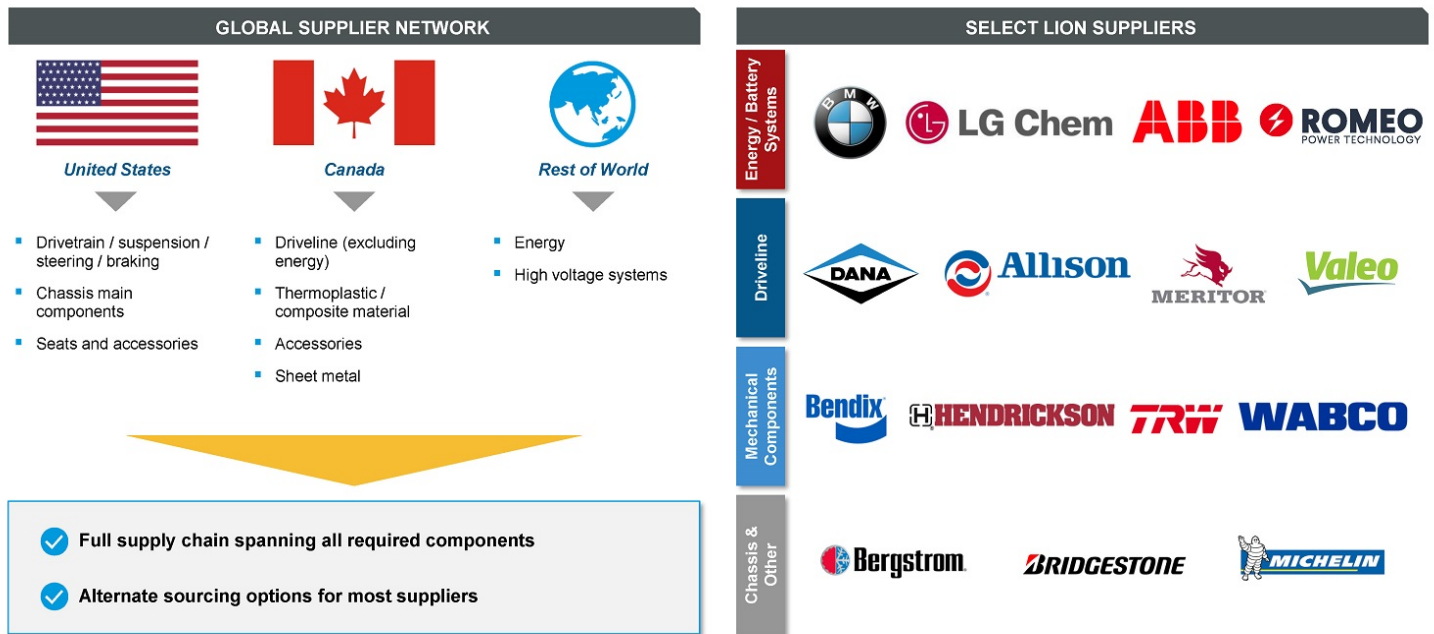 GLOBAL SUPPLIER NETWORK
United States
Drivetrain / suspension /
steering / braking
Chassis main
components
Seats and accessories
Canada
Driveline (excluding
energy)
Thermoplastic /
composite material
Accessories
Sheet metal
Rest of World
Energy
High voltage systems
Full supply chain spanning all required components
Alternate sourcing options for most suppliers
SELECT LION SUPPLIERS
Energy / Battery
Systems
BMW
LG Chem
ABB
ROMEO
POWER TECHNOLOGY
Driveline
DANA
Allison
MERITOR
Valeo
Mechanical
Components
Bendix
H HENDRICKSON
TRW
WABCO
Chassis &
Other
Bergstrom
BRIDGESTONE
MICHELIN